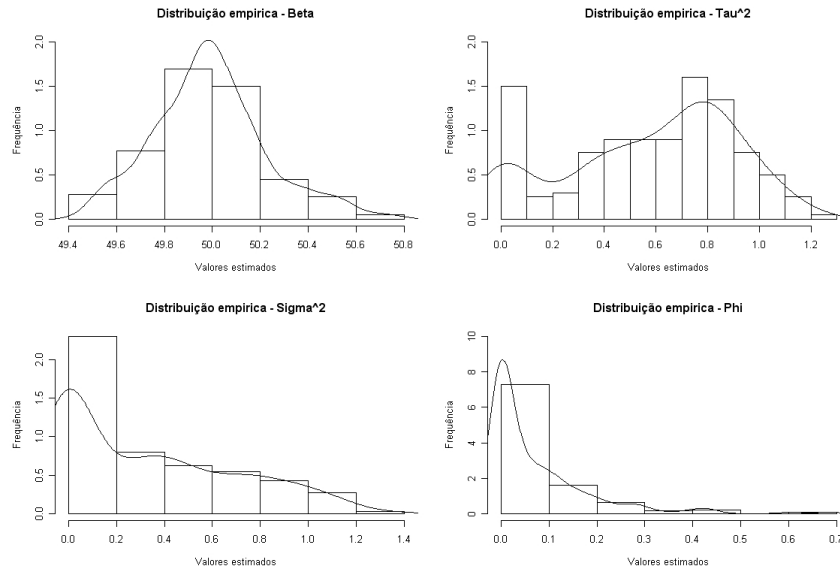 Distribuição empirica - Beta
Frequência
2.0
1.5
1.0
0.5
0.0
49.4 49.6 49.8 50.0 50.2 50.4 50.6 50.8
Valores estimados
Distribuição empirica - Tau^2
Frequência
2.0
1.5
1.0
0.5
0.0
0.0 0.2 0.4 0.6 0.8 1.0 1.2
Valores estimados
Distribuição empirica - Sigma^2
Frequência
2.0
1.5
1.0
0.5
0.0
0.0 0.2 0.4 0.6 0.8 1.0 1.2 1.4
Valores estimados
Distribuição empirica - Phi
Frequência
10
8
6
4
2
0
0.0 0.1 0.2 0.3 0.4 0.5 0.6 0.7
Valores estimados